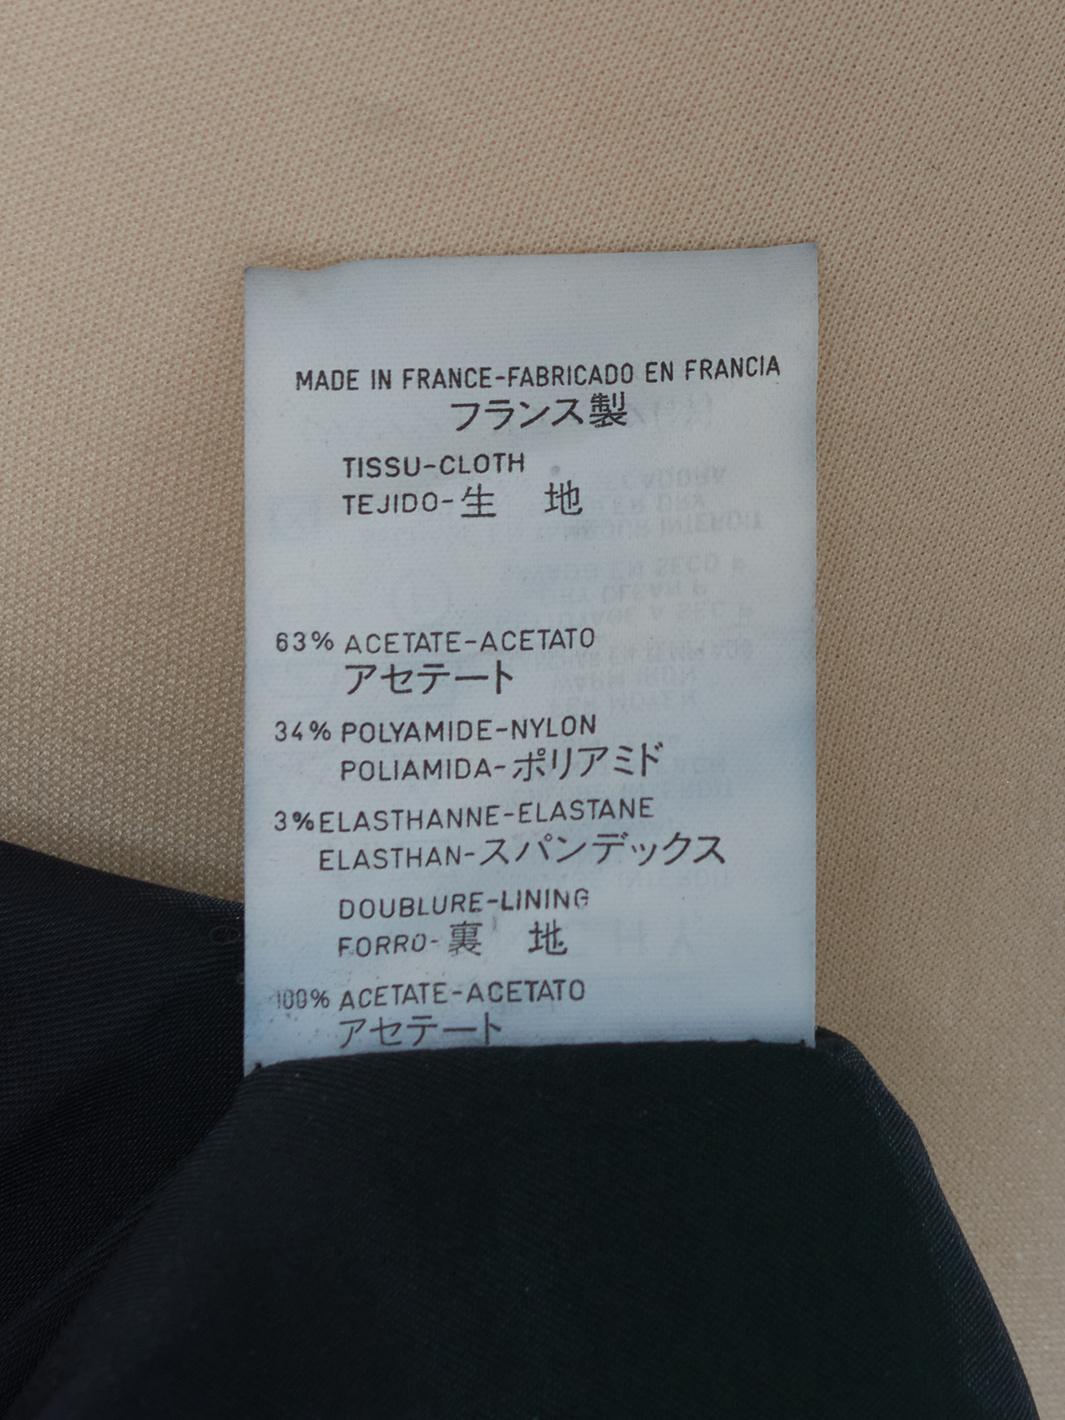 MADE IN FRANCE-FABRICADO EN FRANCIA
フランス製
TISSU-CLOTH
TEJIDO-生 地
63% ACETATE-ACETATO
アセテート
34% POLYAMIDE-NYLON
POLIAMIDA-ポリアミド
3% ELASTHANNE-ELASTANE
ELASTHAN-スパンデックス
DOUBLURE-LINING
FORRO-裏 地
100% ACETATE-ACETATO
アセテート